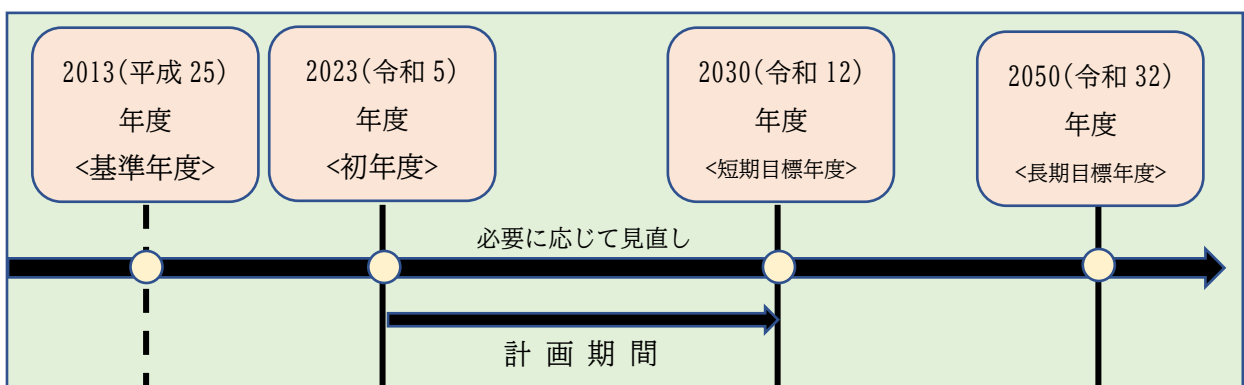 2013(平成 25)
年度
<基準年度>
2023(令和 5)
年度
<初年度>
2030(令和 12)
年度
<短期目標年度>
2050(令和 32)
年度
<長期目標年度>
必要に応じて見直し
計 画 期 間